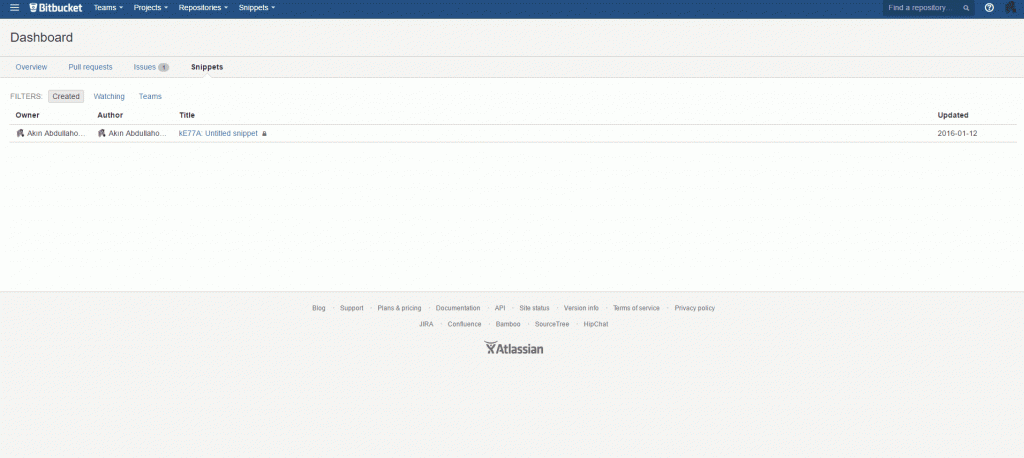 Bitbucket Teams Projects Repositories Snippets Find a repository...
Dashboard
Overview Pull requests Issues Snippets
FILTERS: Created Watching Teams
Owner Author Title Updated
Akın Abdullaho... Akın Abdullaho... kE77A: Untitled snippet 2016-01-12
Blog · Support · Plans & pricing · Documentation · API · Site status · Version info · Terms of service · Privacy policy
JIRA · Confluence · Bamboo · SourceTree · HipChat
Atlassian